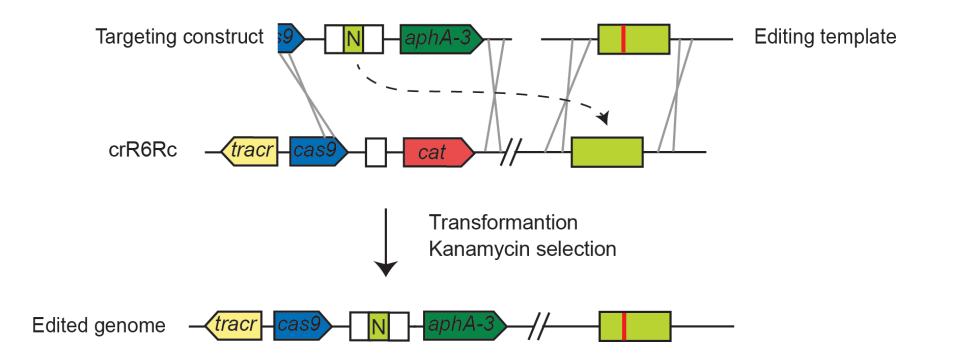 Targeting construct s9 N aphA-3 Editing template
crR6Rc tracr cas9 cat
Transformantion
Kanamycin selection
Edited genome tracr cas9 N aphA-3